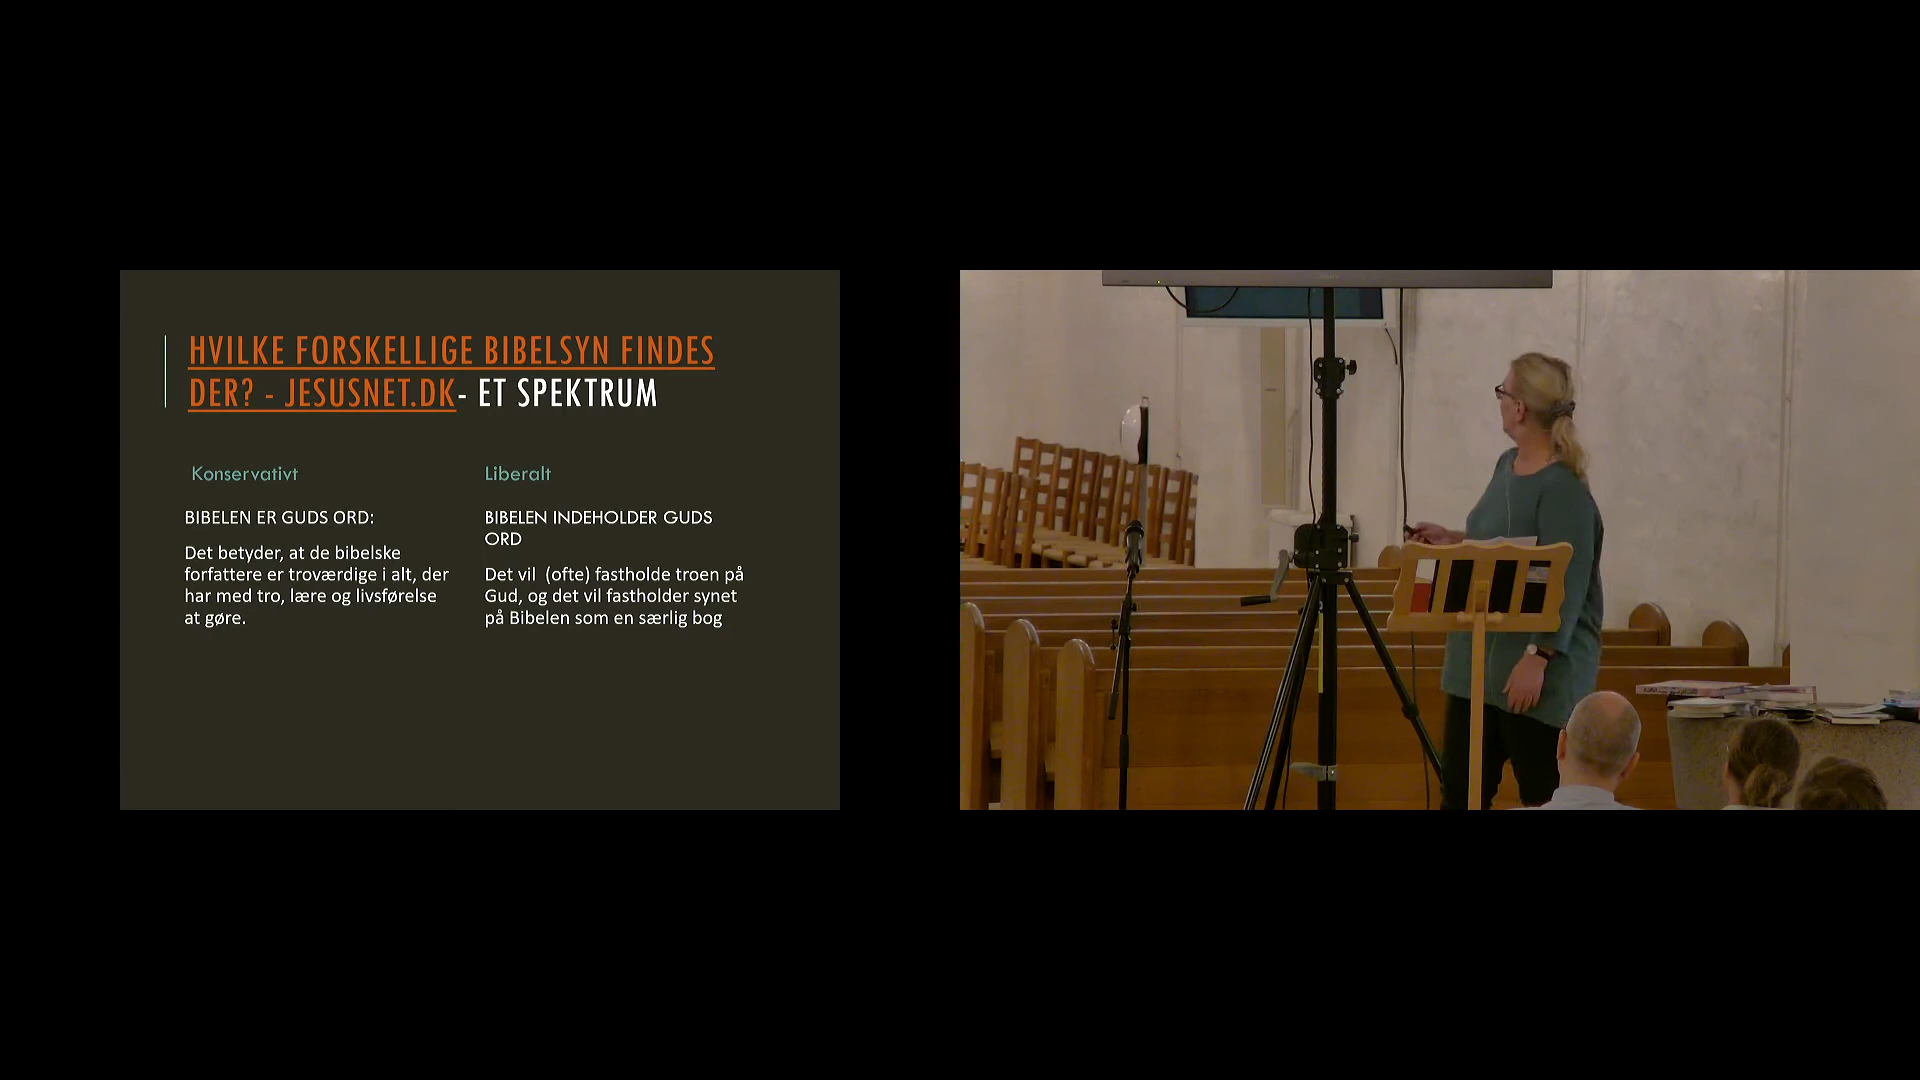 HVILKE FORSKELLIGE BIBELSYN FINDES
DER? - JESUSNET.DK- ET SPEKTRUM
Konservativt
BIBELEN ER GUDS ORD:
Det betyder, at de bibelske
forfattere er troværdige i alt, der
har med tro, lære og livsførelse
at gøre.
Liberalt
BIBELEN INDEHOLDER GUDS
ORD
Det vil  (ofte) fastholde troen på
Gud, og det vil fastholder synet
på Bibelen som en særlig bog